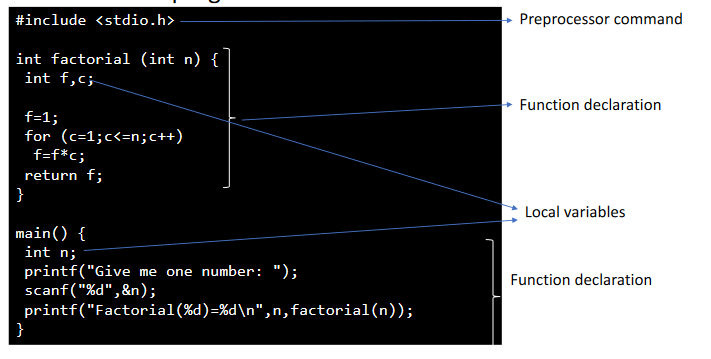 #include <stdio.h>
Preprocessor command
int factorial (int n) {
int f,c;
f=1;
for (c=1;c<=n;c++)
f=f*c;
return f;
}
Function declaration
Local variables
main() {
int n;
printf("Give me one number: ");
scanf("%d",&n);
printf("Factorial(%d)=%d\n",n,factorial(n));
}
Function declaration